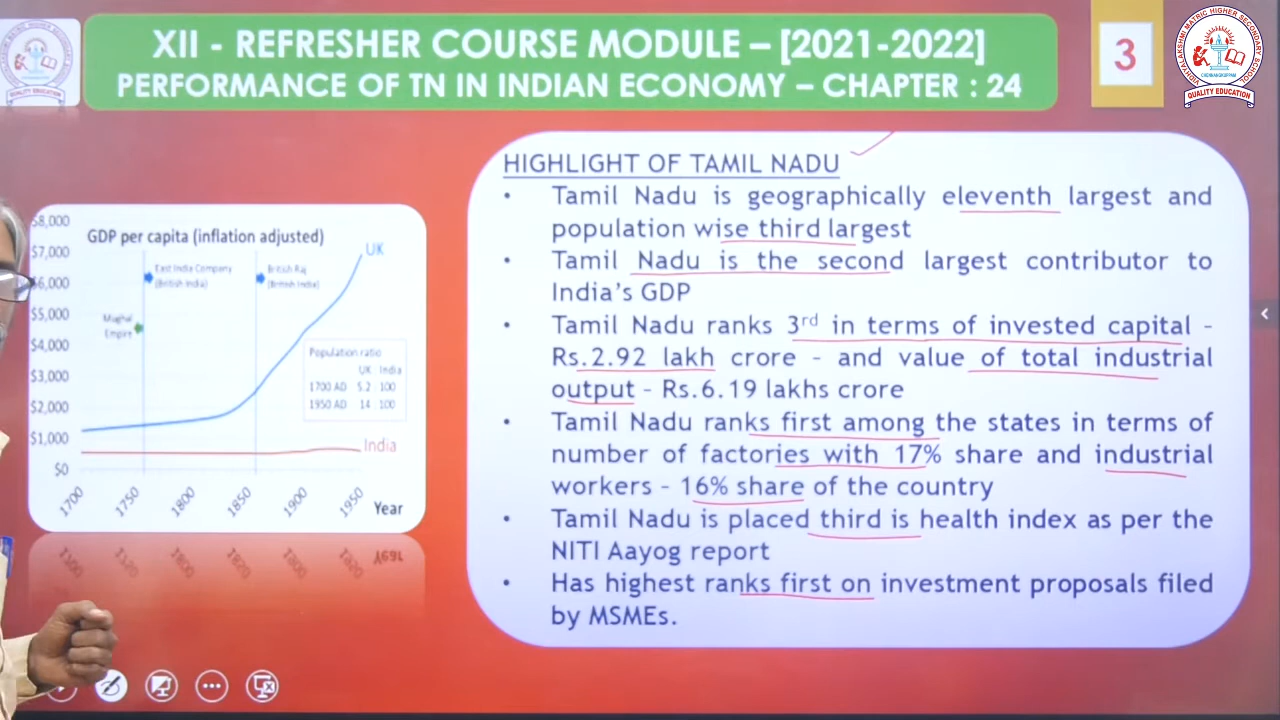 XII - REFRESHER COURSE MODULE – [2021-2022]
PERFORMANCE OF TN IN INDIAN ECONOMY – CHAPTER : 24
3
QUALITY EDUCATION
CHENNANGKUPPAM
QUALITY EDUCATION
HIGHLIGHT OF TAMIL NADU
• Tamil Nadu is geographically eleventh largest and
population wise third largest
• Tamil Nadu is the second largest contributor to
India's GDP
• Tamil Nadu ranks 3rd in terms of invested capital –
Rs.2.92 lakh crore – and value of total industrial
output – Rs.6.19 lakhs crore
• Tamil Nadu ranks first among the states in terms of
number of factories with 17% share and industrial
workers – 16% share of the country
• Tamil Nadu is placed third is health index as per the
NITI Aayog report
• Has highest ranks first on investment proposals filed
by MSMEs.
GDP per capita (inflation adjusted)
$8,000
$7,000
$6,000
$5,000
$4,000
$3,000
$2,000
$1,000
$0
UK
East India Company
(British India)
British Raj
(British India)
Mughal
Empire
Population ratio
UK India
1700 AD 5.2 : 100
1950 AD 14 : 100
India
1700
1750
1800
1850
1900
1950
Year